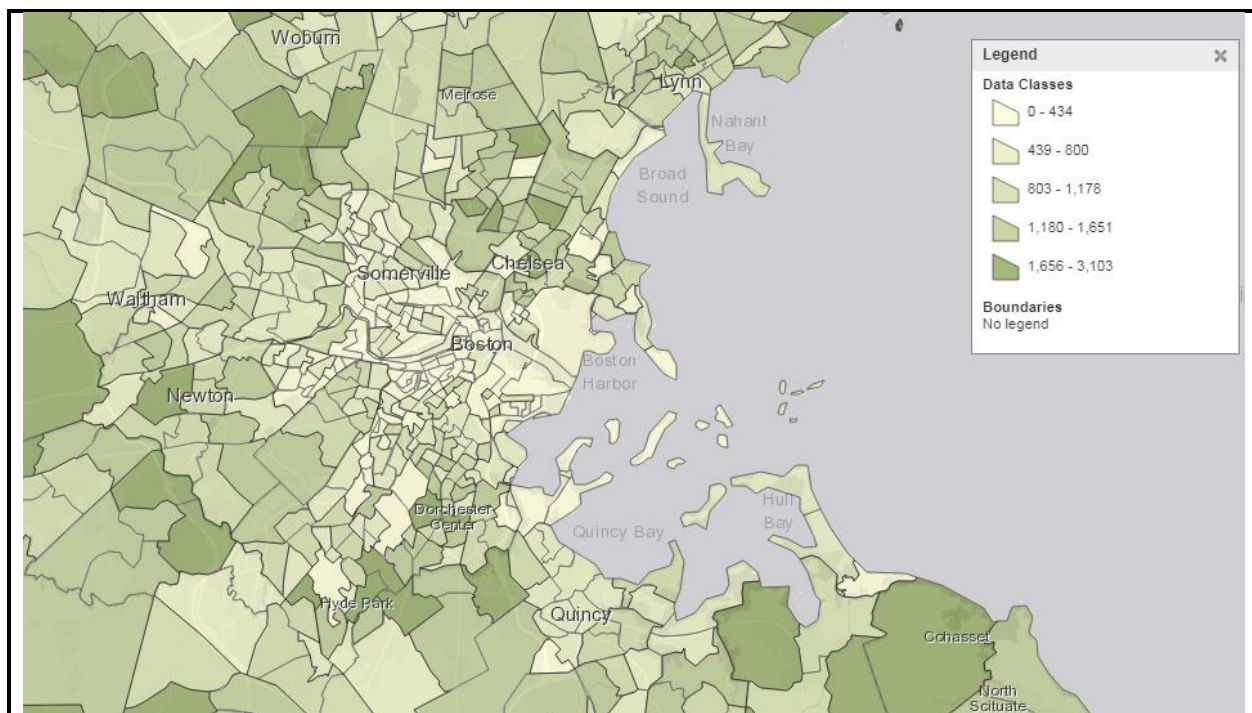 Woburn
Melrose
Lynn
Nahant
Bay
Broad
Sound
Somerville
Chelsea
Waltham
Boston
Boston
Harbor
Newton
Dorchester
Center
Quincy Bay
Hull
Bay
Hyde Park
Quincy
Cohasset
North
Scituate
Legend
Data Classes
0 - 434
439 - 800
803 - 1,178
1,180 - 1,651
1,656 - 3,103
Boundaries
No legend